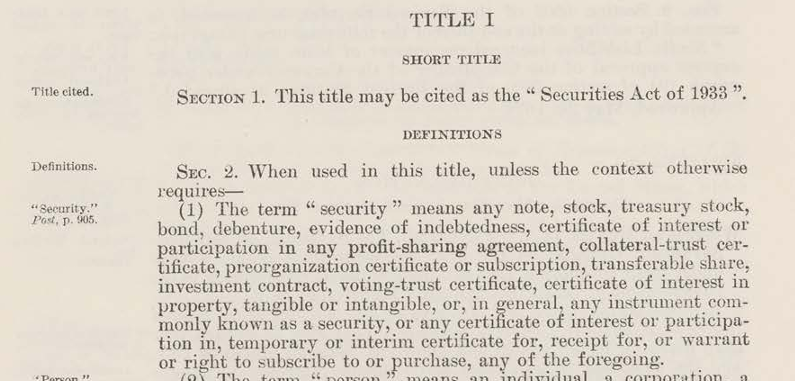 TITLE I
SHORT TITLE
Title cited.
SECTION 1. This title may be cited as the “ Securities Act of 1933 ”.
DEFINITIONS
Definitions.
SEC. 2. When used in this title, unless the context otherwise
requires—
“Security.”
Post, p. 905.
(1) The term “ security ” means any note, stock, treasury stock,
bond, debenture, evidence of indebtedness, certificate of interest or
participation in any profit-sharing agreement, collateral-trust cer-
tificate, preorganization certificate or subscription, transferable share,
investment contract, voting-trust certificate, certificate of interest in
property, tangible or intangible, or, in general, any instrument com-
monly known as a security, or any certificate of interest or participa-
tion in, temporary or interim certificate for, receipt for, or warrant
or right to subscribe to or purchase, any of the foregoing.
“Person.”
(2) The term “ person ” means an individual, a corporation, a